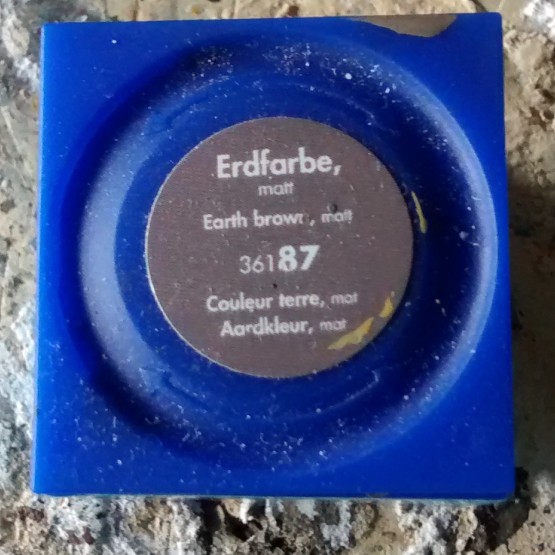 Erdfarbe,
matt
Earth brown, matt
36187
Couleur terre, mat
Aardkleur, mat